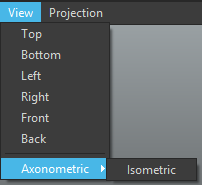 View Projection
Top
Bottom
Left
Right
Front
Back
Axonometric Isometric